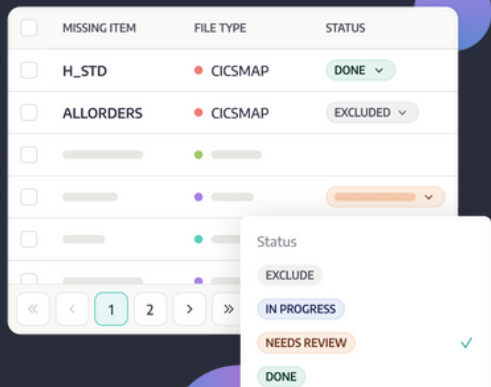 MISSING ITEM FILE TYPE STATUS
H_STD CICSMAP DONE
ALLORDERS CICSMAP EXCLUDED
« < 1 2 > »
Status
EXCLUDE
IN PROGRESS
NEEDS REVIEW
DONE